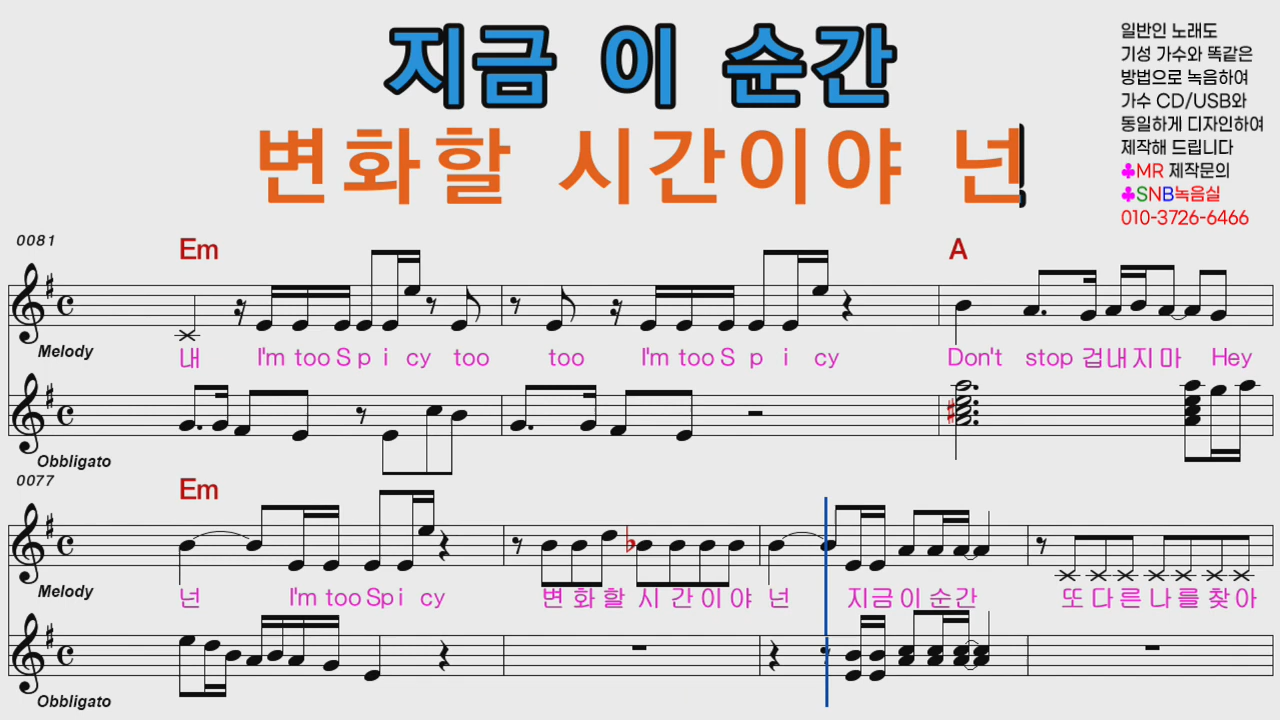 지금 이 순간
변화할 시간이야 넌
일반인 노래도
기성 가수와 똑같은
방법으로 녹음하여
가수 CD/USB와
동일하게 디자인하여
제작해 드립니다
♣MR 제작문의
♣SNB녹음실
010-3726-6466
0081
Em A
Melody
내 I'm too S p i cy too too I'm too S p i cy Don't stop 겁내지마 Hey
Obbligato
0077
Em
Melody
넌 I'm too Sp i cy 변 화 할 시 간 이 야 넌 지금 이 순간 또 다 른 나 를 찾 아
Obbligato